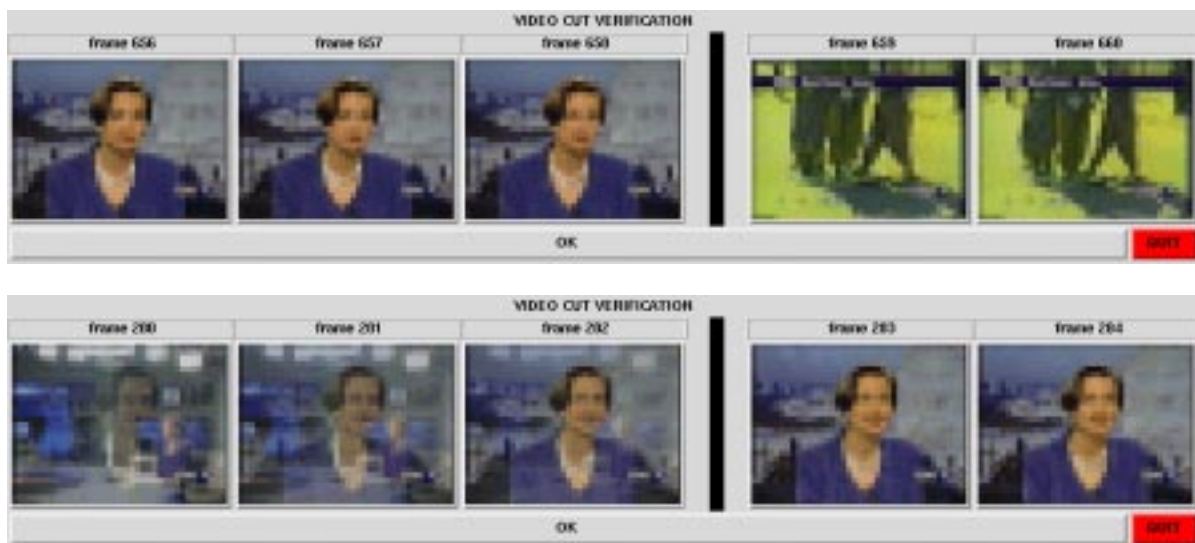 VIDEO CUT VERIFICATION
frame 656 frame 657 frame 658 frame 659 frame 660
OK QUIT
VIDEO CUT VERIFICATION
frame 280 frame 281 frame 282 frame 283 frame 284
OK QUIT